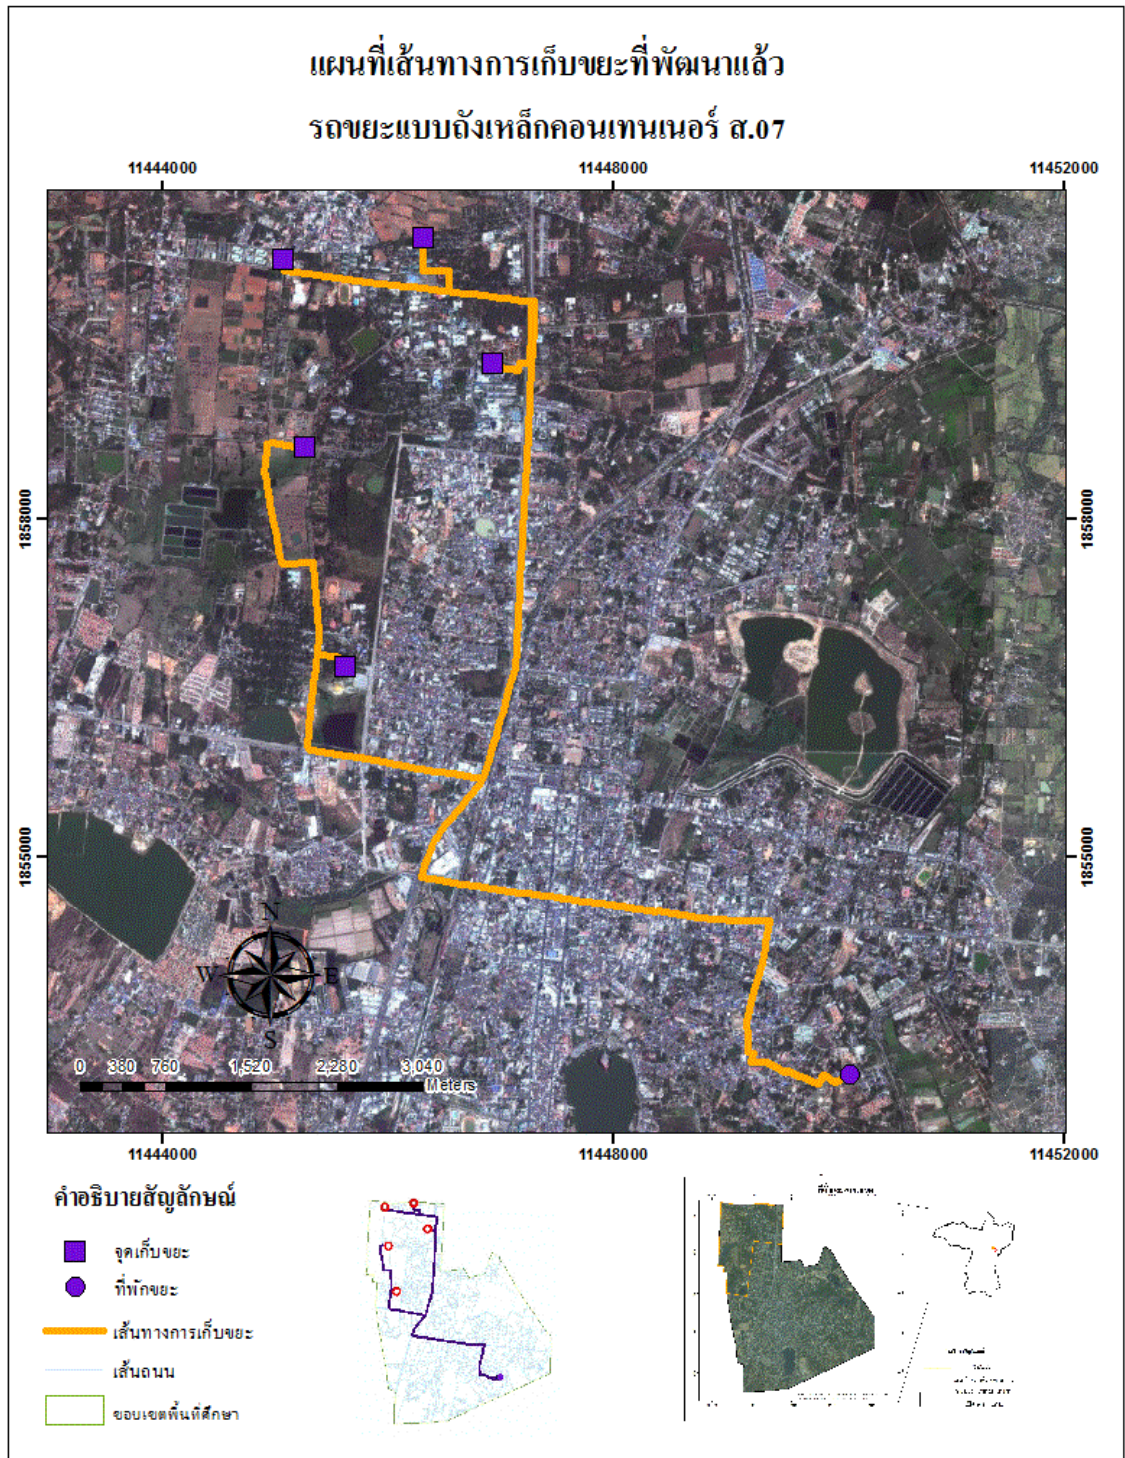 แผนที่เส้นทางการเก็บขยะที่พัฒนาแล้ว
รถขยะแบบถังเหล็กคอนเทนเนอร์ ส.07
11444000 11448000 11452000
1858000 1858000
1855000 1855000
N
W E
S
0 380 760 1,520 2,280 3,040
Meters
11444000 11448000 11452000
คำอธิบายสัญลักษณ์
จุดเก็บขยะ
ที่พักขยะ
เส้นทางการเก็บขยะ
เส้นถนน
ขอบเขตพื้นที่ศึกษา